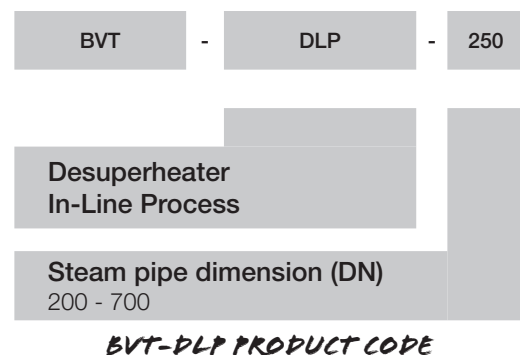 BVT - DLP - 250
Desuperheater
In-Line Process
Steam pipe dimension (DN)
200 - 700
BVT-DLP PRODUCT CODE